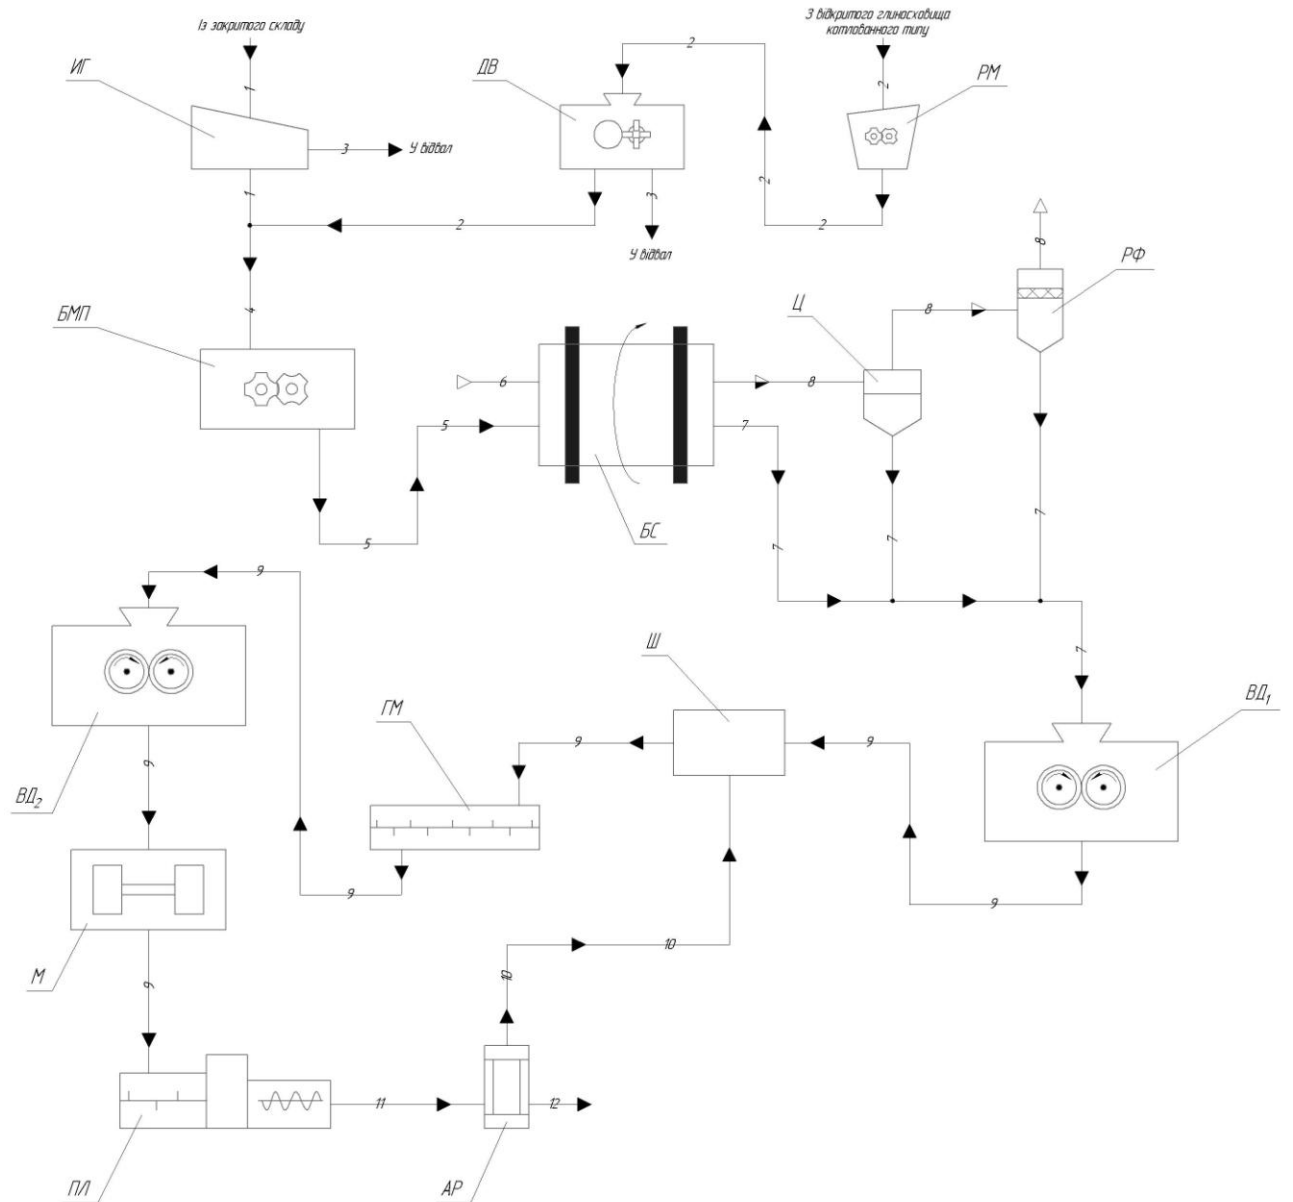 Із закритого складу
З відкритого глиносховища
котлованного типу
ИГ
ДВ
РМ
1
2
2
3
У відвал
1
2
3
2
2
У відвал
8
РФ
БМП
4
Ц
8
6
8
5
7
БС
5
7
7
7
9
Ш
7
ВД₁
ГМ
9
9
ВД₂
9
9
9
М
9
10
10
11
12
ПЛ
АР